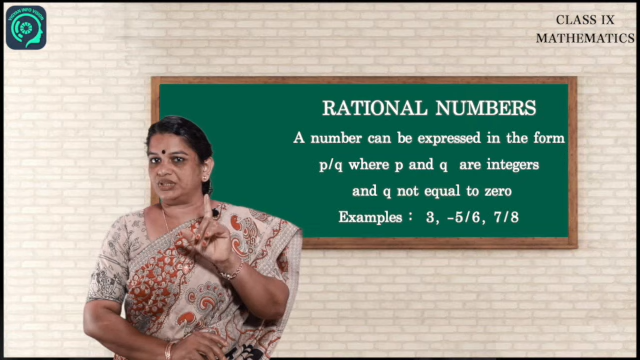 CLASS IX
MATHEMATICS
RATIONAL NUMBERS
A number can be expressed in the form
p/q where p and q are integers
and q not equal to zero
Examples : 3, -5/6, 7/8